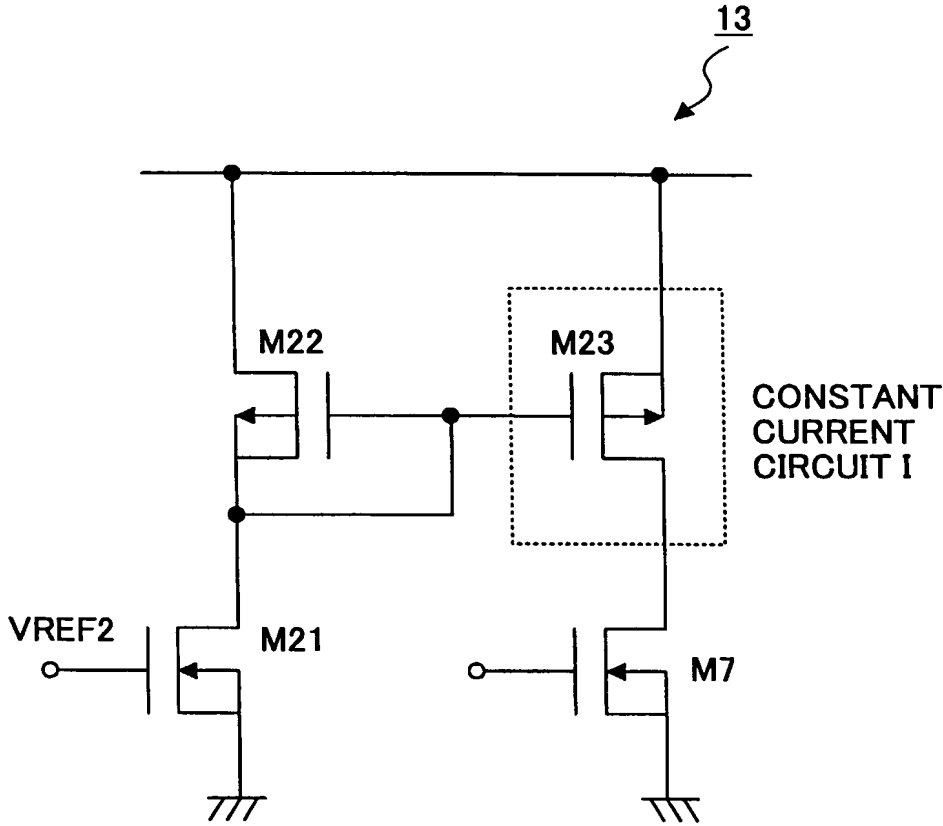 13
M22
M23
CONSTANT
CURRENT
CIRCUIT I
VREF2
M21
M7